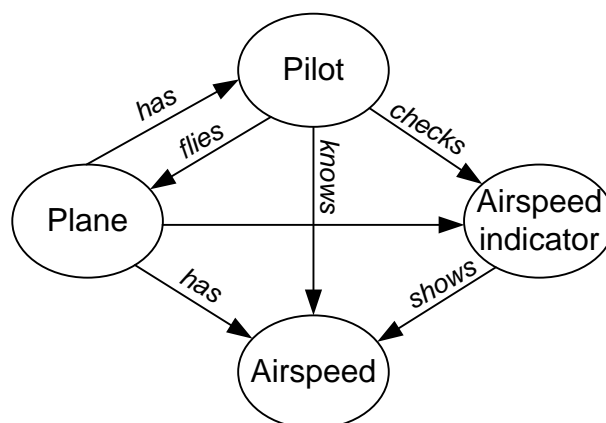 Pilot
has
flies
knows
checks
Plane
Airspeed
indicator
has
shows
Airspeed